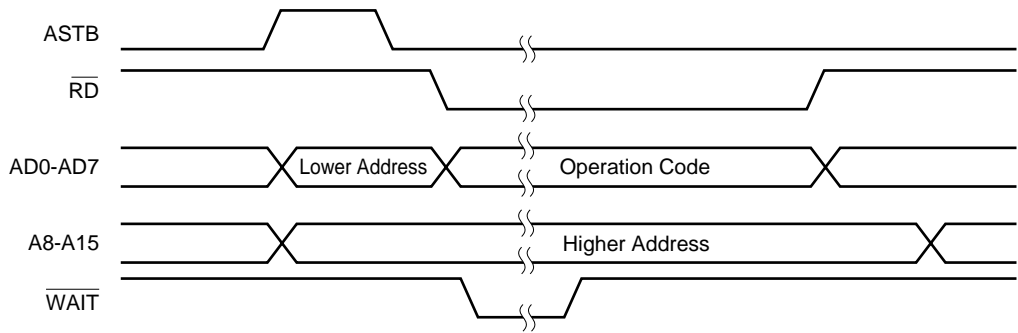 ASTB
RD
AD0-AD7 Lower Address Operation Code
A8-A15 Higher Address
WAIT